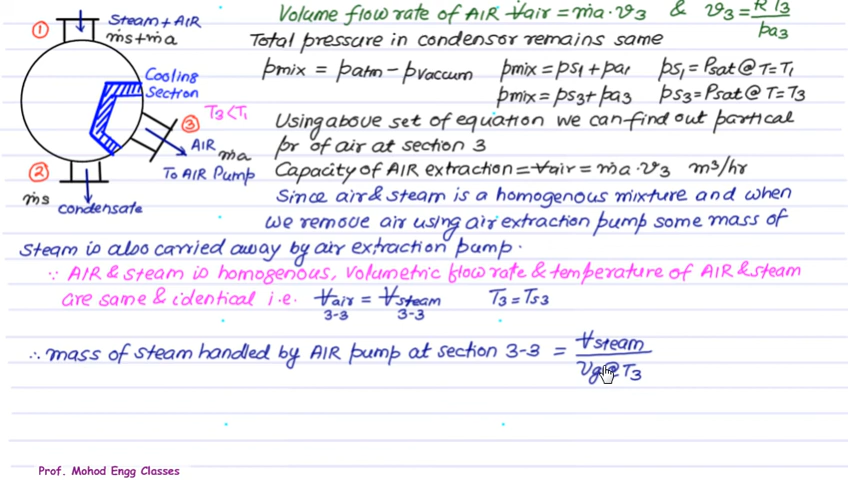 Volume flow rate of AIR V̶air = ṁa·ϑ3 & ϑ3 = RT3/pa3
① Steam + AIR
ṁs+ṁa
Total pressure in condensor remains same
Cooling
Section
pmix = patm - pvaccum pmix = ps1 + pa1 ps1 = Psat @ T = T1
pmix = ps3 + pa3 ps3 = Psat @ T = T3
T3<T1
③
AIR ṁa
To AIR Pump
Using above set of equation we can find out partical
pr of air at section 3
②
ṁs
condensate
Capacity of AIR extraction = V̶air = ṁa·ϑ3 m³/hr
Since air & steam is a homogenous mixture and when
we remove air using air extraction pump some mass of
steam is also carried away by air extraction pump.
∵ AIR & steam is homogenous, Volumetric flow rate & temperature of AIR & steam
are same & identical i.e. V̶air = V̶steam T3 = Ts3
3-3 3-3
∴ mass of steam handled by AIR pump at section 3-3 = V̶steam
vg@T3
Prof. Mohod Engg Classes